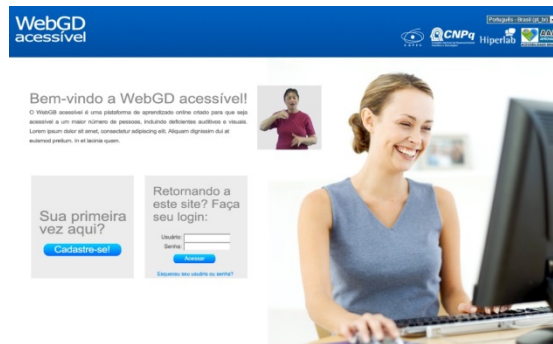 WebGD
acessível
Português - Brasil (pt_br)
CNPq
Hiperlab
Bem-vindo a WebGD acessível!
O WebGB acessível é uma plataforma de aprendizado online criado para que seja
acessível a um maior número de pessoas, incluindo deficientes auditivos e visuais.
Lorem ipsum dolor sit amet, consectetur adipiscing elit. Aliquam dignissim dui at
euismod pretium. In et lacinia quam.
Sua primeira
vez aqui?
Cadastre-se!
Retornando a
este site? Faça
seu login:
Usuário:
Senha:
Acessar
Esqueceu seu usuário ou senha?